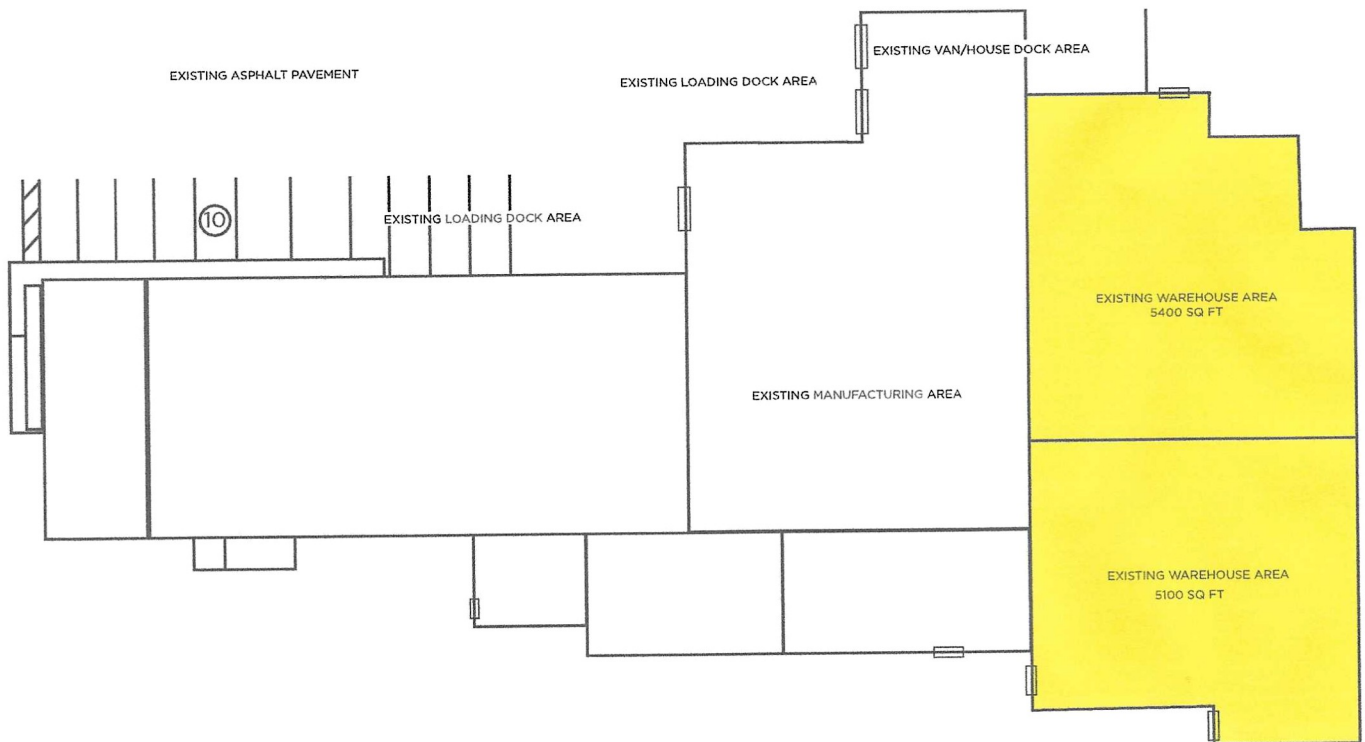 EXISTING VAN/HOUSE DOCK AREA
EXISTING ASPHALT PAVEMENT
EXISTING LOADING DOCK AREA
10
EXISTING LOADING DOCK AREA
EXISTING WAREHOUSE AREA
5400 SQ FT
EXISTING MANUFACTURING AREA
EXISTING WAREHOUSE AREA
5100 SQ FT